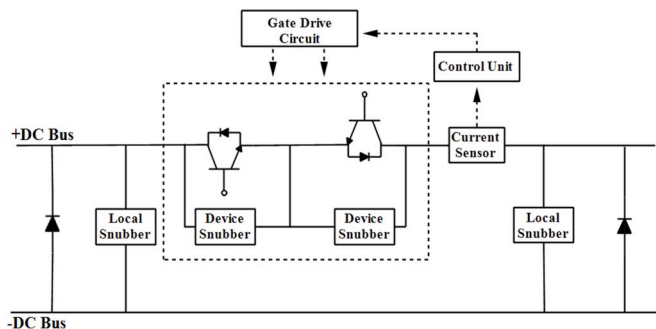 Gate Drive
Circuit
Control Unit
+DC Bus
Current
Sensor
Local
Snubber
Device
Snubber
Device
Snubber
Local
Snubber
-DC Bus